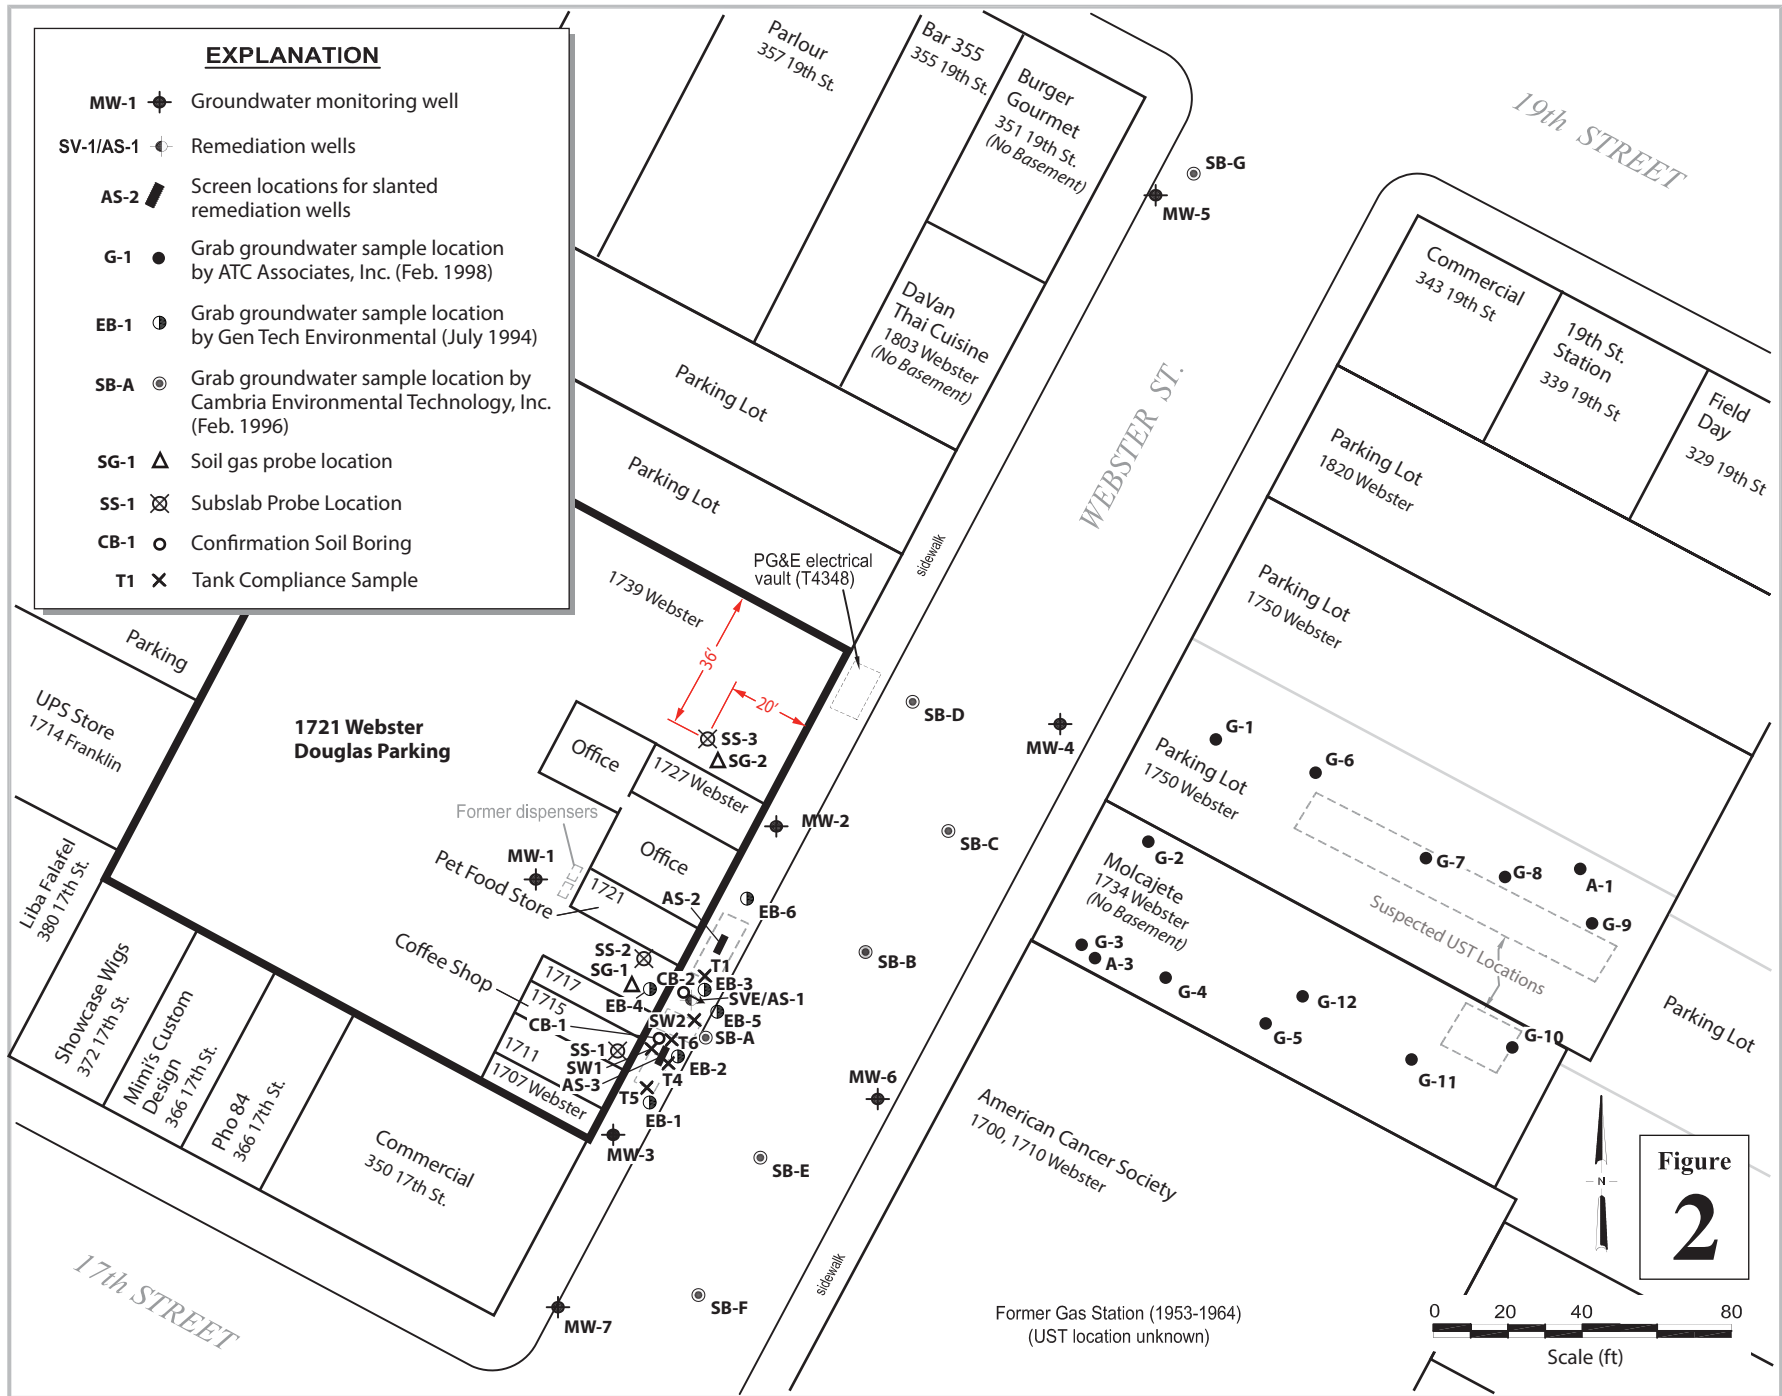 EXPLANATION
MW-1 Groundwater monitoring well
SV-1/AS-1 Remediation wells
AS-2 Screen locations for slanted
remediation wells
G-1 Grab groundwater sample location
by ATC Associates, Inc. (Feb. 1998)
EB-1 Grab groundwater sample location
by Gen Tech Environmental (July 1994)
SB-A Grab groundwater sample location by
Cambria Environmental Technology, Inc.
(Feb. 1996)
SG-1 Soil gas probe location
SS-1 Subslab Probe Location
CB-1 Confirmation Soil Boring
T1 Tank Compliance Sample
Parlour
357 19th St.
Bar 355
355 19th St.
Burger
Gourmet
351 19th St.
(No Basement)
19th STREET
SB-G
MW-5
DaVan
Thai Cuisine
1803 Webster
(No Basement)
Commercial
343 19th St
19th St.
Station
339 19th St
Field
Day
329 19th St
WEBSTER ST.
Parking Lot
Parking Lot
Parking Lot
1820 Webster
Parking Lot
1750 Webster
Parking Lot
1750 Webster
sidewalk
PG&E electrical
vault (T4348)
1739 Webster
36'
20'
Parking
UPS Store
1714 Franklin
1721 Webster
Douglas Parking
SS-3
SG-2
Office
1727 Webster
SB-D
MW-4
G-1
G-6
Former dispensers
MW-2
SB-C
Office
MW-1
Pet Food Store
1721
AS-2
EB-6
G-2
G-7
G-8
A-1
G-9
Molcajete
1734 Webster
(No Basement)
Suspected UST Locations
Liba Falafel
380 17th St.
Showcase Wigs
372 17th St.
Mimi's Custom
Design
366 17th St.
Pho 84
366 17th St.
Commercial
350 17th St.
Coffee Shop
1717
1715
1711
1707 Webster
SS-2
SG-1
CB-2
T1
EB-3
EB-4
SVE/AS-1
SW2
EB-5
CB-1
SB-A
SS-1
T6
SW1
EB-2
AS-3
T4
T5
EB-1
MW-3
SB-B
G-3
A-3
G-4
G-12
G-5
G-10
G-11
Parking Lot
MW-6
SB-E
American Cancer Society
1700, 1710 Webster
SB-F
MW-7
17th STREET
sidewalk
Former Gas Station (1953-1964)
(UST location unknown)
N
Figure
2
0 20 40 80
Scale (ft)